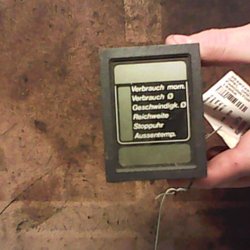 Verbrauch mom.
Verbrauch Ø
Geschwindigk. Ø
Reichweite
Stoppuhr
Aussentemp.